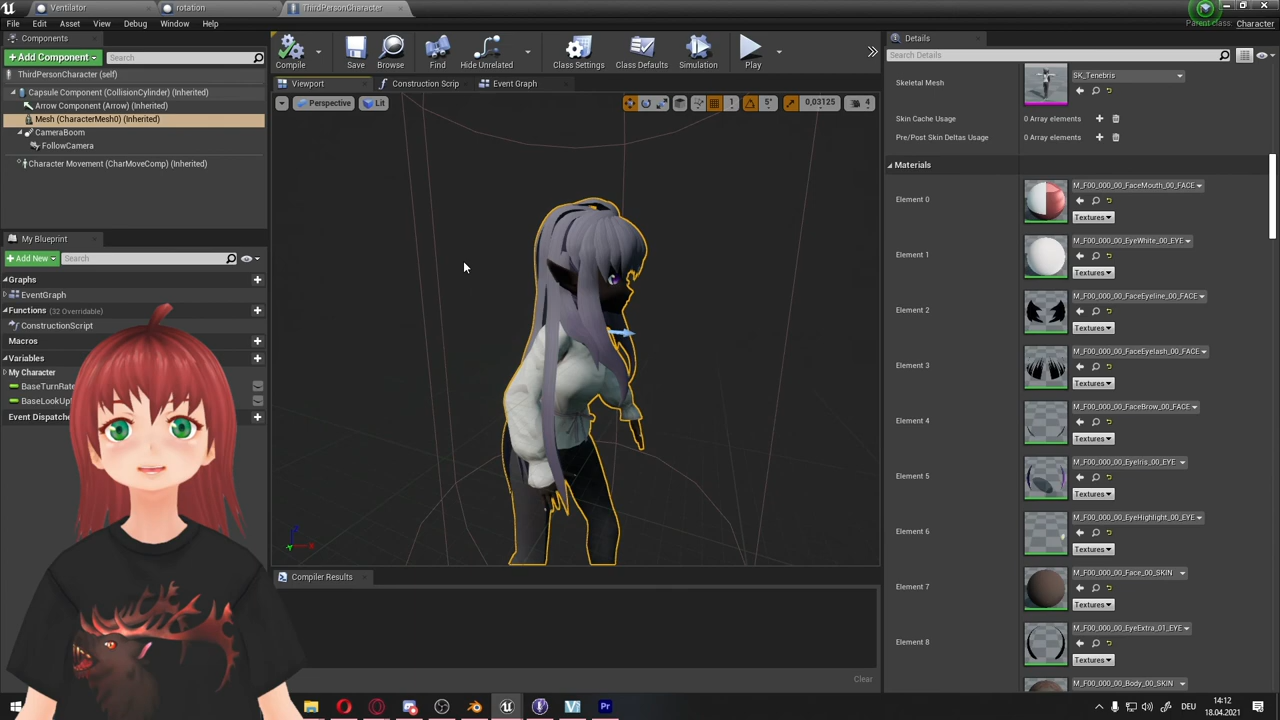 Ventilator
rotation
ThirdPersonCharacter
File Edit Asset View Debug Window Help
Parent class: Character
Components
+ Add Component
Search
ThirdPersonCharacter (self)
Capsule Component (CollisionCylinder) (Inherited)
Arrow Component (Arrow) (Inherited)
Mesh (CharacterMesh0) (Inherited)
CameraBoom
FollowCamera
Character Movement (CharMoveComp) (Inherited)
My Blueprint
+ Add New
Search
Graphs
EventGraph
Functions (32 Overridable)
ConstructionScript
Macros
Variables
My Character
BaseTurnRate
BaseLookUp
Event Dispatche
Compile
Save
Browse
Find
Hide Unrelated
Class Settings
Class Defaults
Simulation
Play
Viewport
Construction Scrip
Event Graph
Perspective
Lit
1
5°
0,03125
4
Compiler Results
Clear
Details
Search Details
Skeletal Mesh
SK_Tenebris
Skin Cache Usage
0 Array elements
Pre/Post Skin Deltas Usage
0 Array elements
Materials
Element 0
M_F00_000_00_FaceMouth_00_FACE
Textures
Element 1
M_F00_000_00_EyeWhite_00_EYE
Textures
Element 2
M_F00_000_00_FaceEyeline_00_FACE
Textures
Element 3
M_F00_000_00_FaceEyelash_00_FACE
Textures
Element 4
M_F00_000_00_FaceBrow_00_FACE
Textures
Element 5
M_F00_000_00_EyeIris_00_EYE
Textures
Element 6
M_F00_000_00_EyeHighlight_00_EYE
Textures
Element 7
M_F00_000_00_Face_00_SKIN
Textures
Element 8
M_F00_000_00_EyeExtra_01_EYE
Textures
M_F00_000_00_Body_00_SKIN
DEU
14:12
18.04.2021